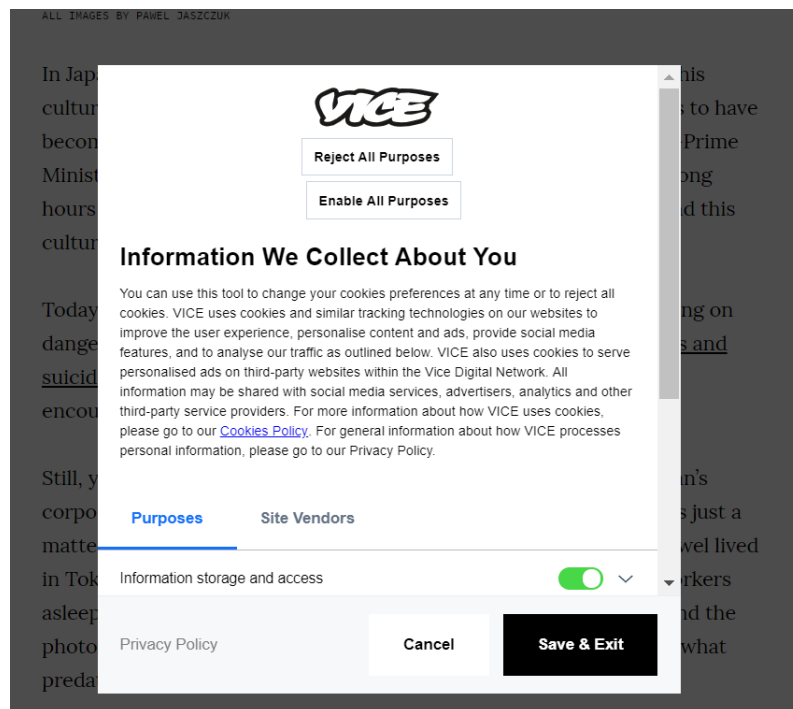 ALL IMAGES BY PAWEL JASZCZUK
In Jap
his
cultur
s to have
becom
Prime
Minist
ong
hours
d this
cultur
Today
ng on
dange
s and
suicid
encou
Still, y
n's
corpo
s just a
matte
wel lived
in Tok
rkers
asleep
nd the
photo
what
preda
VICE
Reject All Purposes
Enable All Purposes
Information We Collect About You
You can use this tool to change your cookies preferences at any time or to reject all
cookies. VICE uses cookies and similar tracking technologies on our websites to
improve the user experience, personalise content and ads, provide social media
features, and to analyse our traffic as outlined below. VICE also uses cookies to serve
personalised ads on third-party websites within the Vice Digital Network. All
information may be shared with social media services, advertisers, analytics and other
third-party service providers. For more information about how VICE uses cookies,
please go to our Cookies Policy. For general information about how VICE processes
personal information, please go to our Privacy Policy.
Purposes Site Vendors
Information storage and access
Privacy Policy Cancel Save & Exit